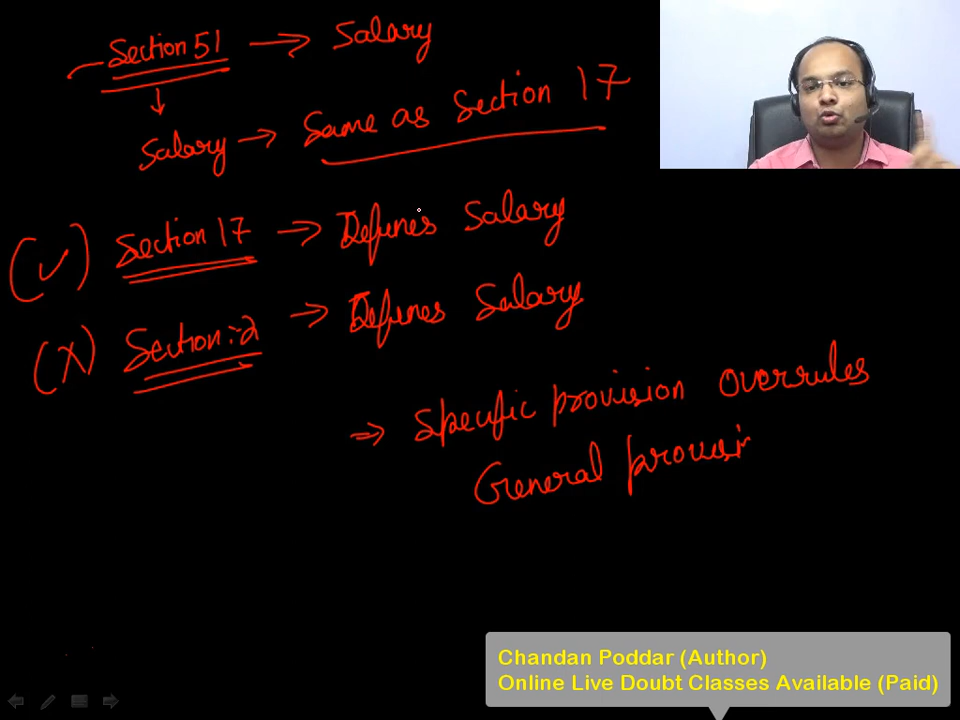 Section 51 → Salary
Salary → Same as Section 17
(✓) Section 17 → Defines Salary
(X) Section:-2 → Defines Salary
⇒ Specific provision overrules
General provisi
Chandan Poddar (Author)
Online Live Doubt Classes Available (Paid)